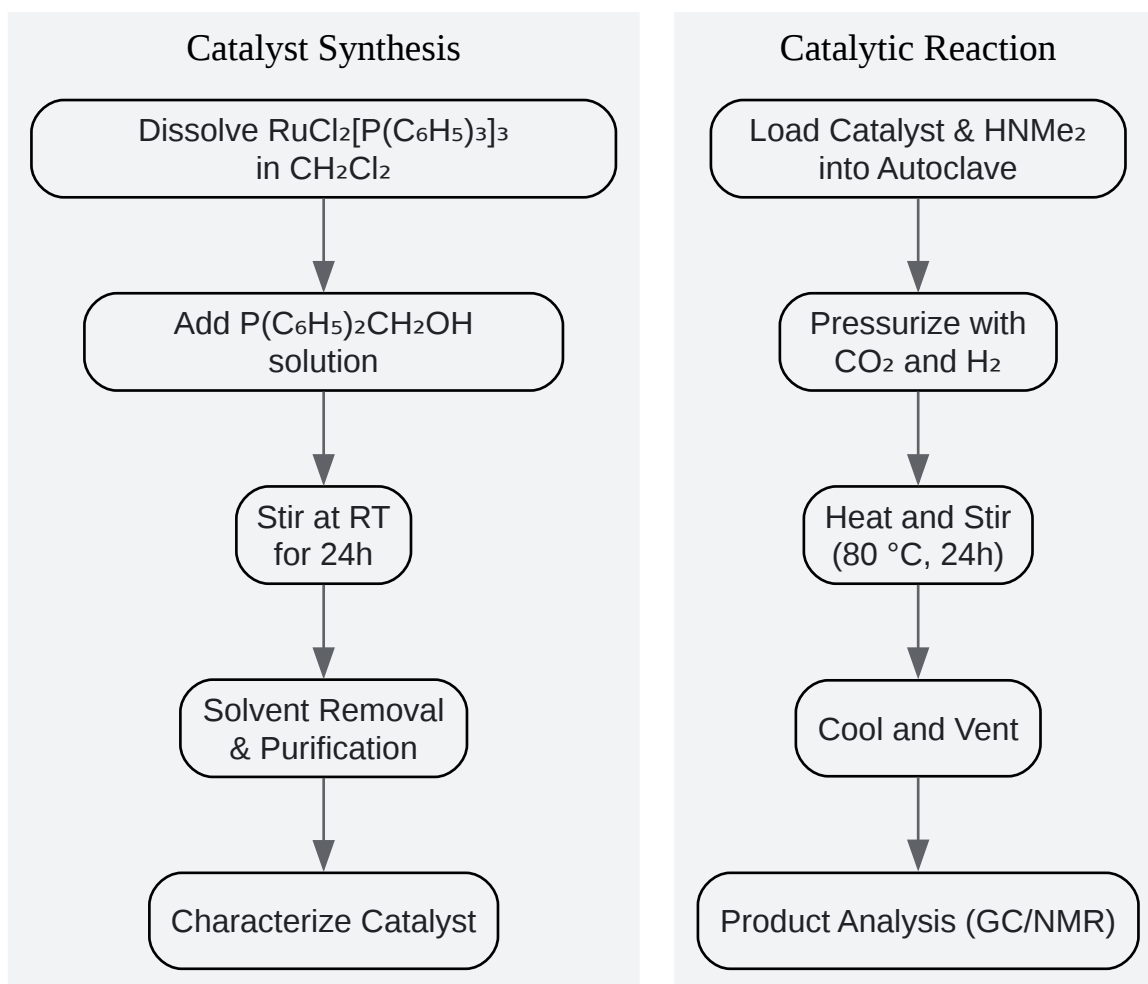 Catalyst Synthesis
Dissolve RuCl₂[P(C₆H₅)₃]₃
in CH₂Cl₂
Add P(C₆H₅)₂CH₂OH
solution
Stir at RT
for 24h
Solvent Removal
& Purification
Characterize Catalyst
Catalytic Reaction
Load Catalyst & HNMe₂
into Autoclave
Pressurize with
CO₂ and H₂
Heat and Stir
(80 °C, 24h)
Cool and Vent
Product Analysis (GC/NMR)